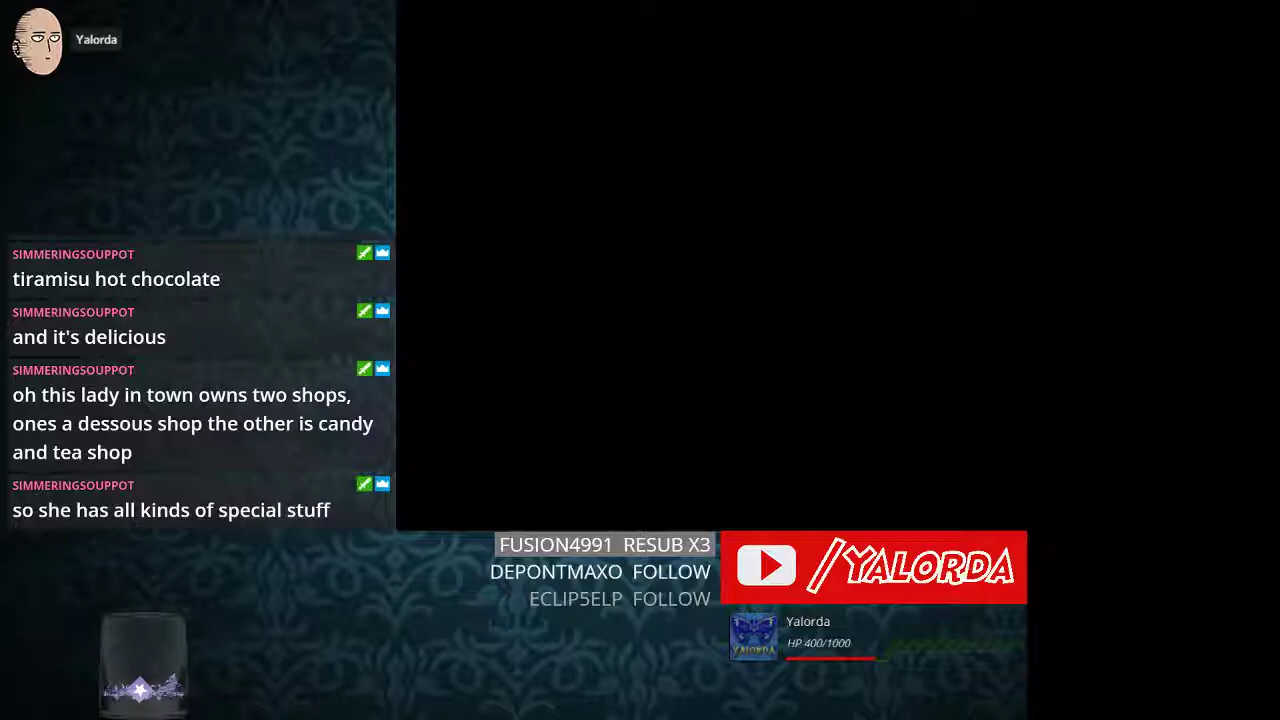 Yalorda
SIMMERINGSOUPPOT
tiramisu hot chocolate
SIMMERINGSOUPPOT
and it's delicious
SIMMERINGSOUPPOT
oh this lady in town owns two shops,
ones a dessous shop the other is candy
and tea shop
SIMMERINGSOUPPOT
so she has all kinds of special stuff
FUSION4991 RESUB X3
DEPONTMAXO FOLLOW
ECLIP5ELP FOLLOW
/YALORDA
YALORDA
Yalorda
HP 400/1000